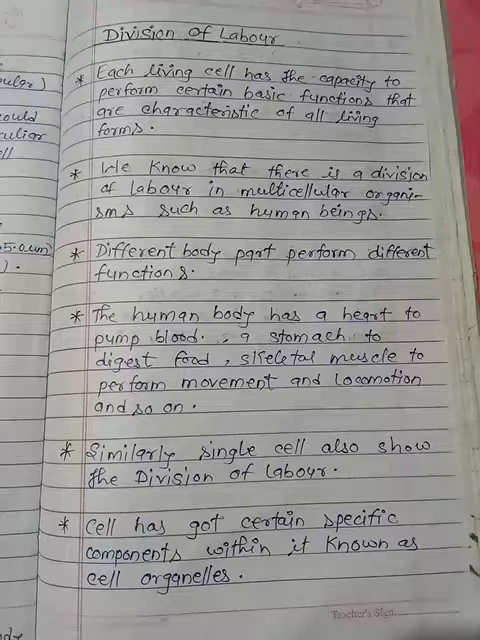 Division of Labour
* Each living cell has the capacity to
perform certain basic functions that
are characteristic of all living
forms.
* We know that there is a division
of labour in multicellular organi-
sms such as human beings.
* Different body part perform different
functions.
* The human body has a heart to
pump blood. , a stomach to
digest food, skeletal muscle to
perform movement and locomotion
and so on.
* Similarly single cell also show
the Division of Labour.
* Cell has got certain specific
components within it known as
cell organelles.
Teacher's Sign